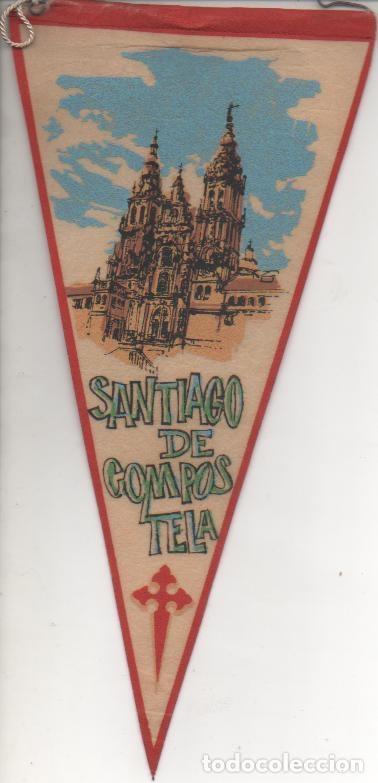 SANTIAGO
DE
COMPOS
TELA
todocoleccion